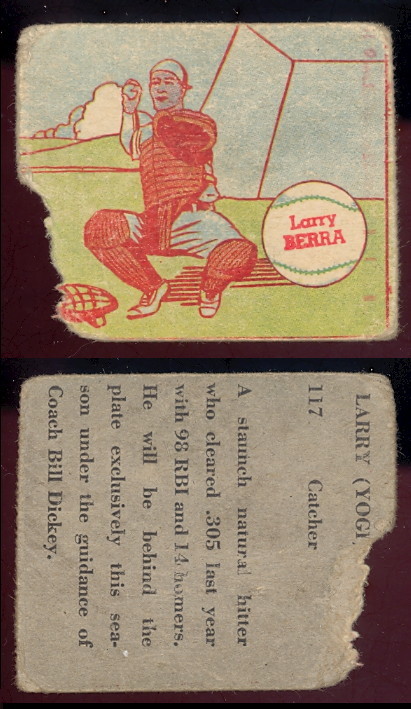 Larry
BERRA
LARRY (YOGI
117 Catcher
A staunch natural hitter
who cleared .305 last year
with 98 RBI and 14 homers.
He will be behind the
plate exclusively this sea-
son under the guidance of
Coach Bill Dickey.